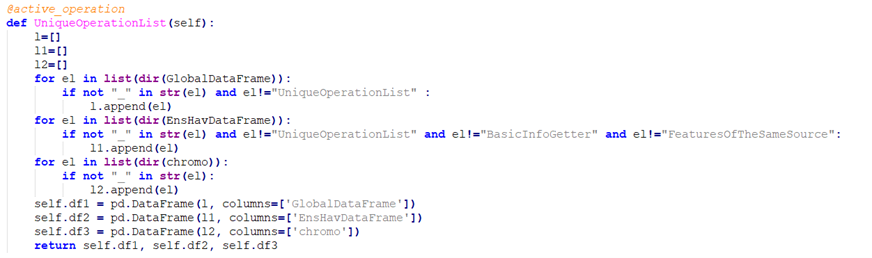 @active_operation
def UniqueOperationList(self):
    l=[]
    l1=[]
    l2=[]
    for el in list(dir(GlobalDataFrame)):
        if not "_" in str(el) and el!="UniqueOperationList" :
            l.append(el)
    for el in list(dir(EnsHavDataFrame)):
        if not "_" in str(el) and el!="UniqueOperationList" and el!="BasicInfoGetter" and el!="FeaturesOfTheSameSource":
            l1.append(el)
    for el in list(dir(chromo)):
        if not "_" in str(el):
            l2.append(el)
    self.df1 = pd.DataFrame(l, columns=['GlobalDataFrame'])
    self.df2 = pd.DataFrame(l1, columns=['EnsHavDataFrame'])
    self.df3 = pd.DataFrame(l2, columns=['chromo'])
    return self.df1, self.df2, self.df3